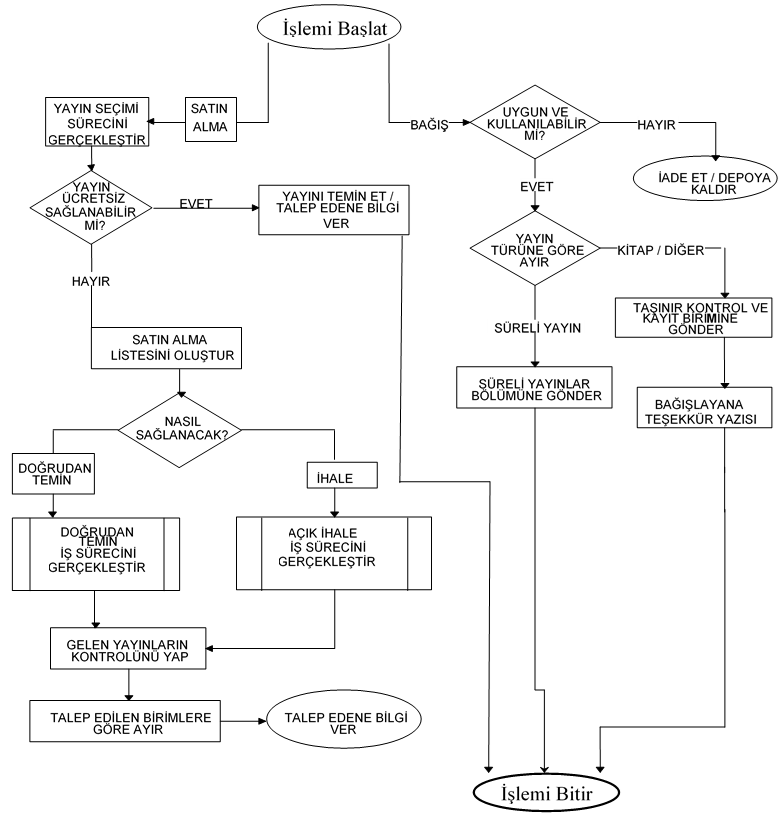 İşlemi Başlat
YAYIN SEÇİMİ
SÜRECİNİ
GERÇEKLEŞTİR
SATIN
ALMA
BAĞIŞ
UYGUN VE
KULLANILABİLİR
Mİ?
HAYIR
İADE ET / DEPOYA
KALDIR
YAYIN
ÜCRETSİZ
SAĞLANABİLİR
Mİ?
EVET
YAYINI TEMİN ET /
TALEP EDENE BİLGİ
VER
EVET
YAYIN
TÜRÜNE GÖRE
AYIR
KİTAP / DİĞER
HAYIR
TAŞINIR KONTROL VE
KAYIT BİRİMİNE
GÖNDER
SÜRELİ YAYIN
SATIN ALMA
LİSTESİNİ OLUŞTUR
SÜRELİ YAYINLAR
BÖLÜMÜNE GÖNDER
BAĞIŞLAYANA
TEŞEKKÜR YAZISI
NASIL
SAĞLANACAK?
DOĞRUDAN
TEMİN
İHALE
DOĞRUDAN
TEMİN
İŞ SÜRECİNİ
GERÇEKLEŞTİR
AÇIK İHALE
İŞ SÜRECİNİ
GERÇEKLEŞTİR
GELEN YAYINLARIN
KONTROLÜNÜ YAP
TALEP EDİLEN BİRİMLERE
GÖRE AYIR
TALEP EDENE BİLGİ
VER
İşlemi Bitir